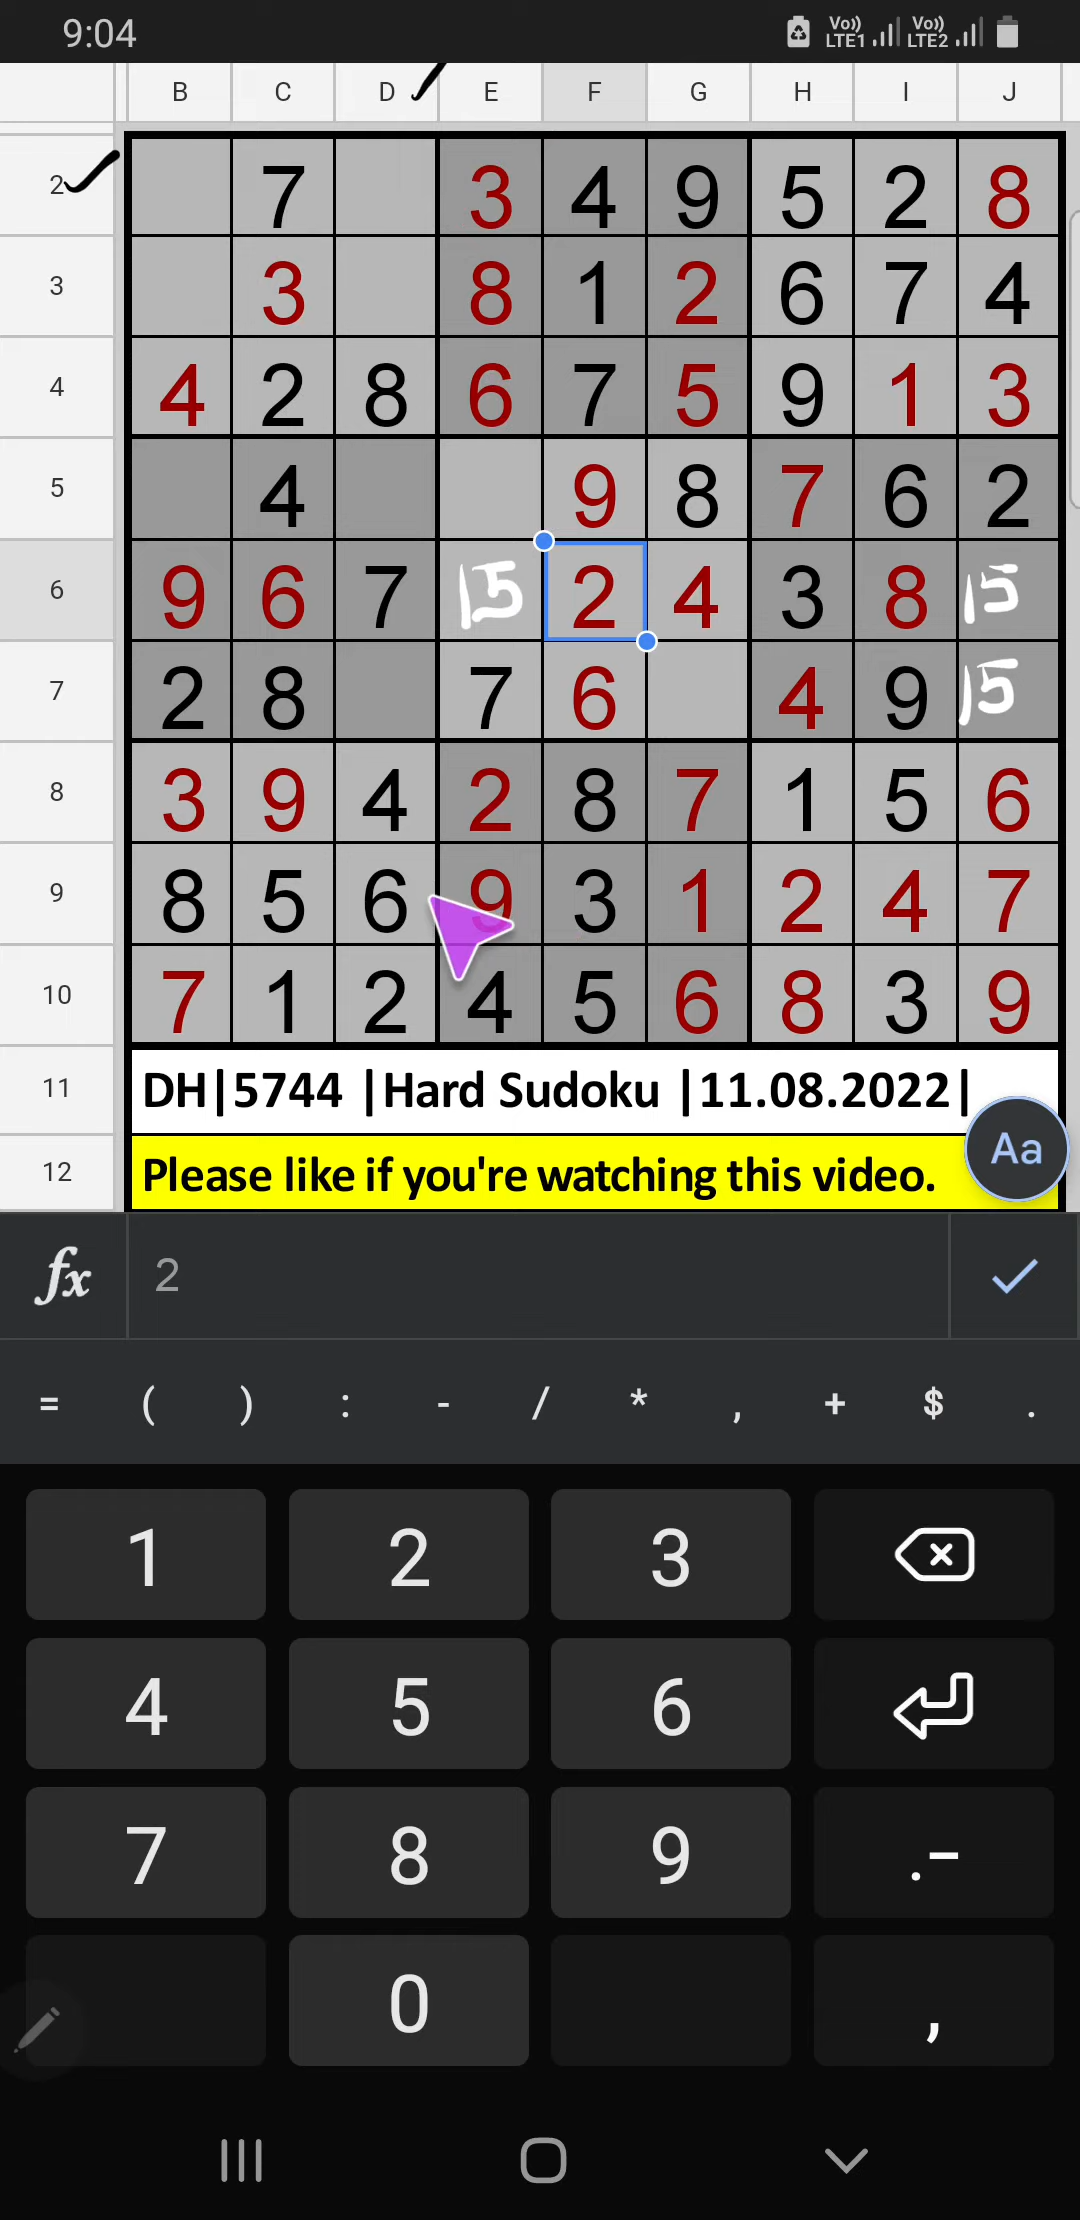 9:04 Vo)) LTE1 Vo)) LTE2
B C D E F G H I J
2 7 3 4 9 5 2 8
3 3 8 1 2 6 7 4
4 4 2 8 6 7 5 9 1 3
5 4 9 8 7 6 2
6 9 6 7 15 2 4 3 8 15
7 2 8 7 6 4 9 15
8 3 9 4 2 8 7 1 5 6
9 8 5 6 9 3 1 2 4 7
10 7 1 2 4 5 6 8 3 9
11 DH|5744 |Hard Sudoku |11.08.2022|
12 Please like if you're watching this video.
Aa
fx 2
= ( ) : - / * , + $ .
1 2 3
4 5 6
7 8 9 .-
0 ,